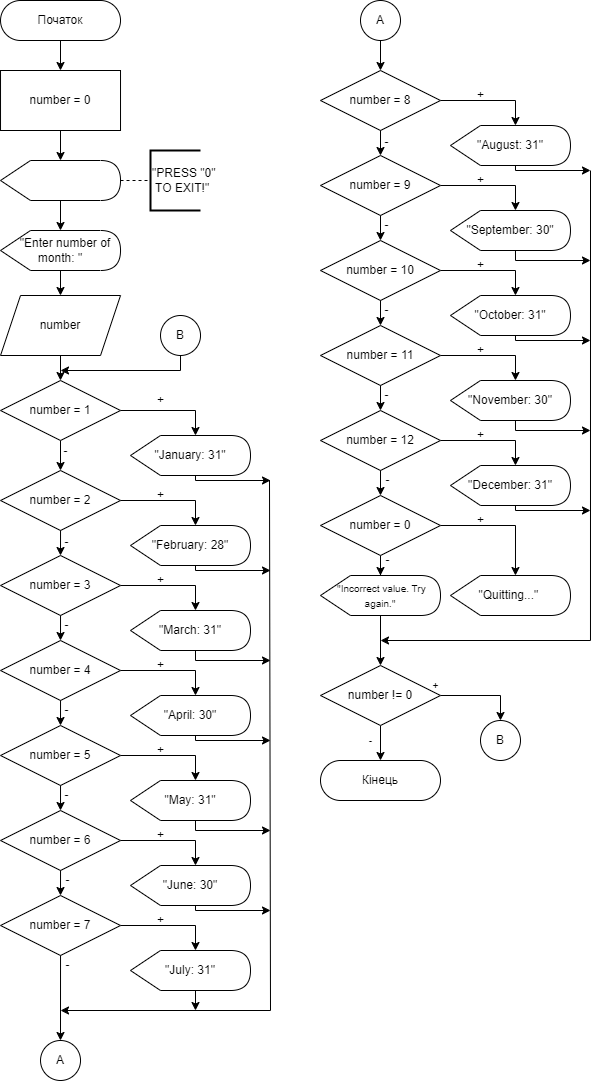 Початок
number = 0
"PRESS "0"
TO EXIT!"
"Enter number of
month: "
number
B
number = 1
+
-
"January: 31"
number = 2
+
-
"February: 28"
number = 3
+
-
"March: 31"
number = 4
+
-
"April: 30"
number = 5
+
-
"May: 31"
number = 6
+
-
"June: 30"
number = 7
+
-
"July: 31"
A
A
number = 8
+
-
"August: 31"
number = 9
+
-
"September: 30"
number = 10
+
-
"October: 31"
number = 11
+
-
"November: 30"
number = 12
+
-
"December: 31"
number = 0
+
-
"Incorrect value. Try
again."
"Quitting..."
number != 0
+
-
B
Кінець